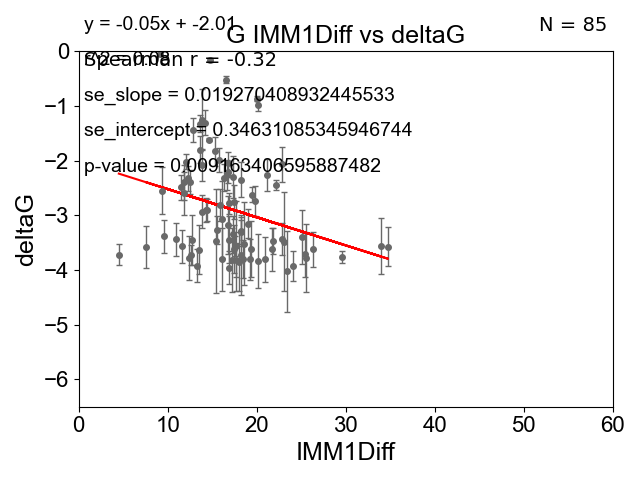 y = -0.05x + -2.01
G IMM1Diff vs deltaG
N = 85
Spearman r = -0.32
se_slope = 0.019270408932445533
se_intercept = 0.34631085345946744
p-value = 0.009163406595887482
0
−1
−2
−3
−4
−5
−6
deltaG
0 10 20 30 40 50 60
IMM1Diff